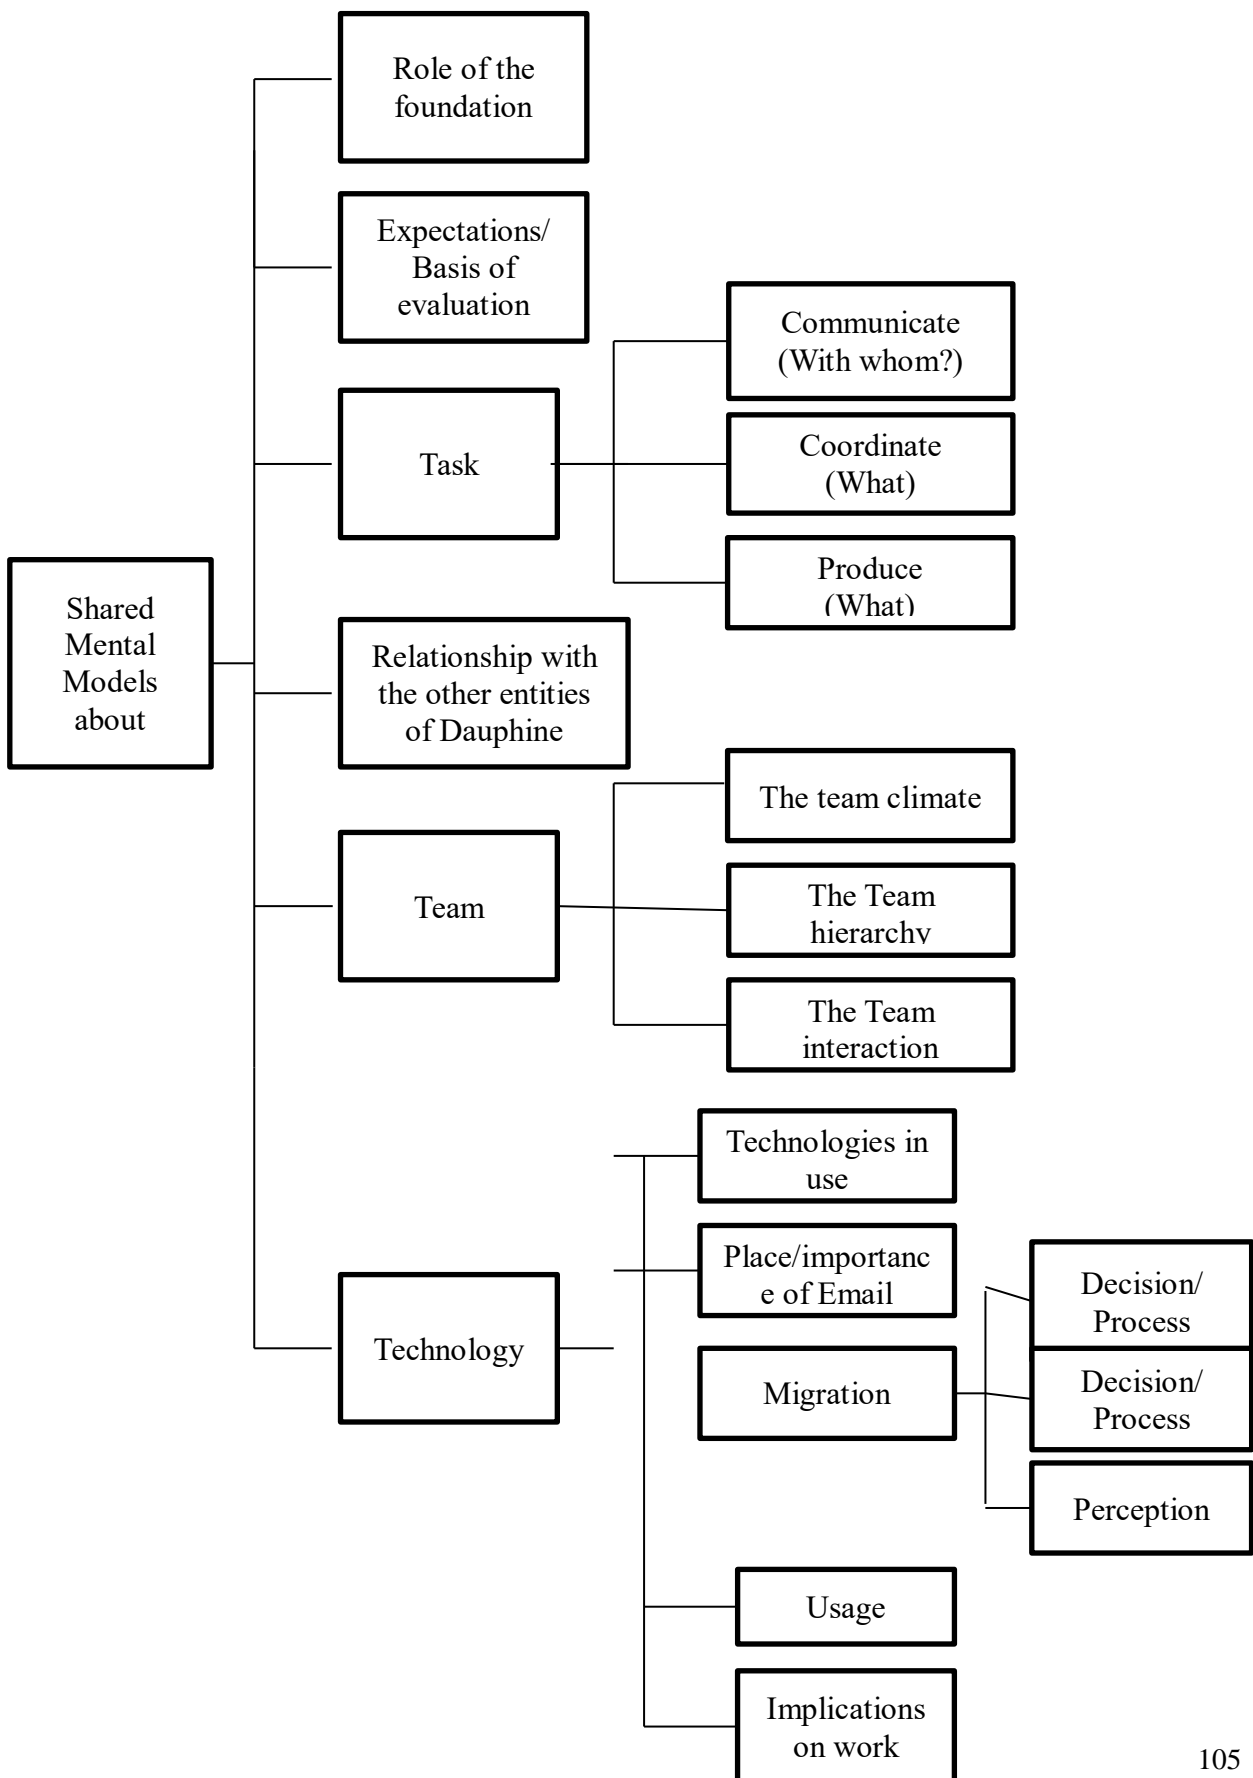 Role of the
foundation
Expectations/
Basis of
evaluation
Communicate
(With whom?)
Task
Coordinate
(What)
Produce
(What)
Shared
Mental
Models
about
Relationship with
the other entities
of Dauphine
The team climate
Team
The Team
hierarchy
The Team
interaction
Technologies in
use
Place/importanc
e of Email
Technology
Migration
Decision/
Process
Decision/
Process
Perception
Usage
Implications
on work
105